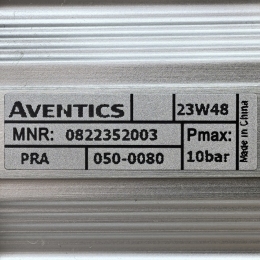 AVENTICS 23W48
MNR: 0822352003 Pmax:
PRA 050-0080 10bar
Made in China